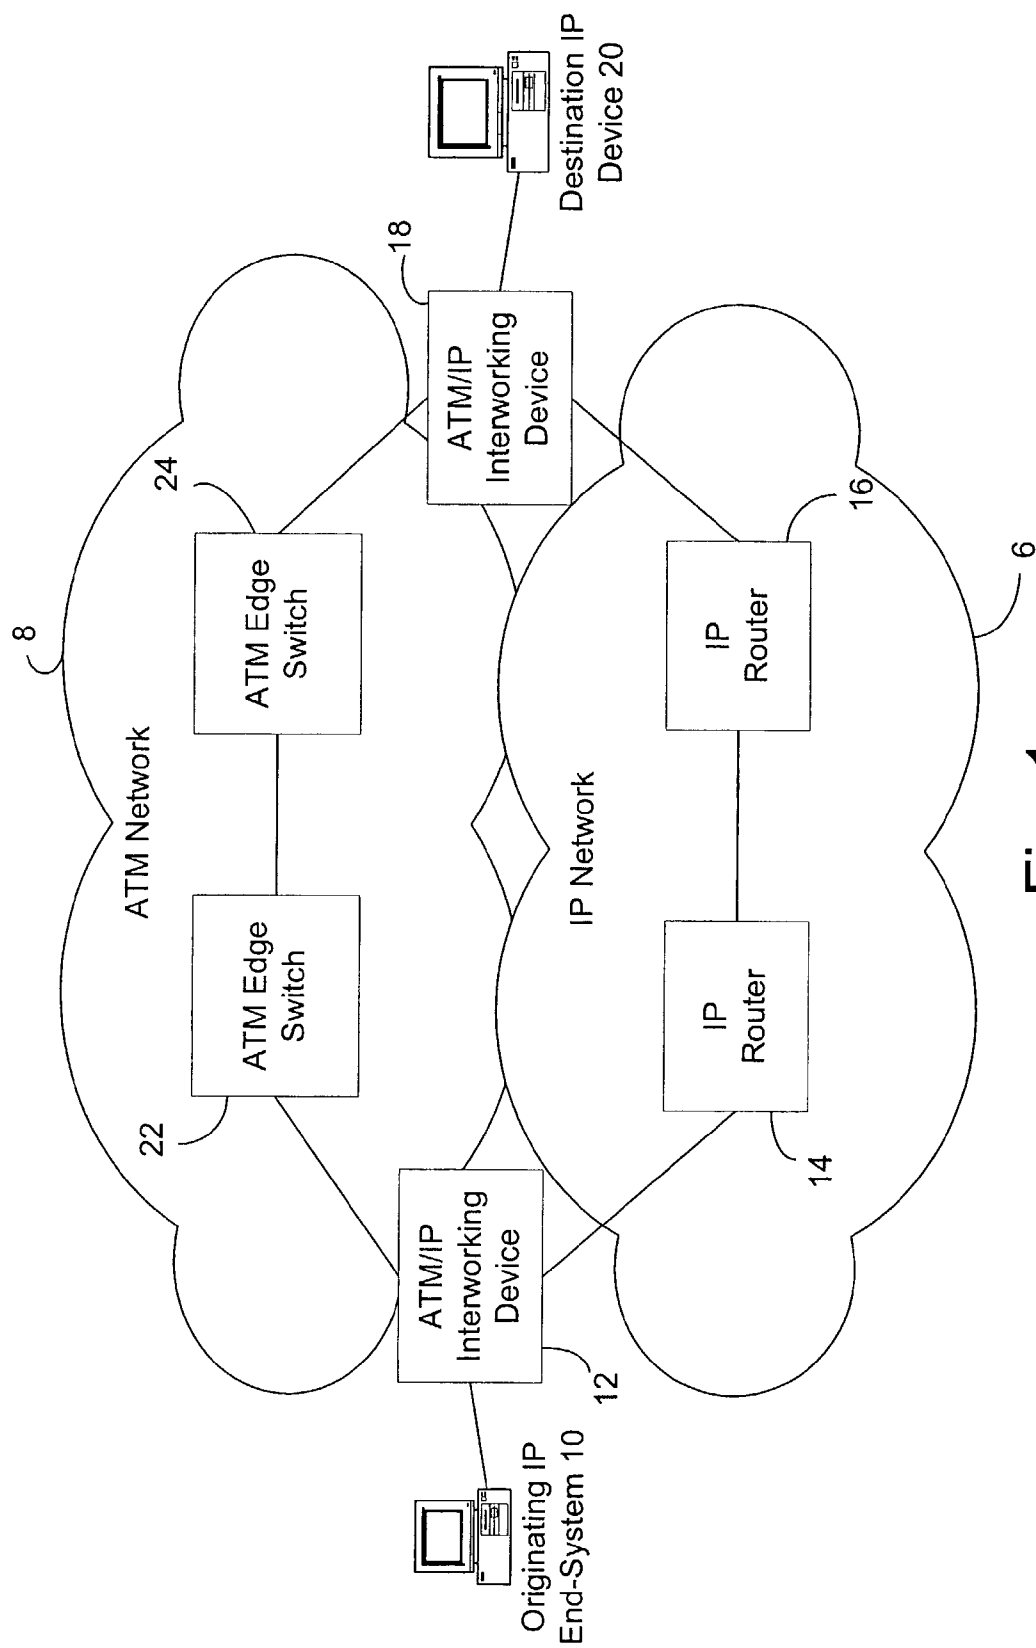 8
ATM Network
22
ATM Edge
Switch
24
ATM Edge
Switch
Originating IP
End-System 10
ATM/IP
Interworking
Device
12
ATM/IP
Interworking
Device
18
Destination IP
Device 20
IP Network
IP
Router
14
IP
Router
16
6